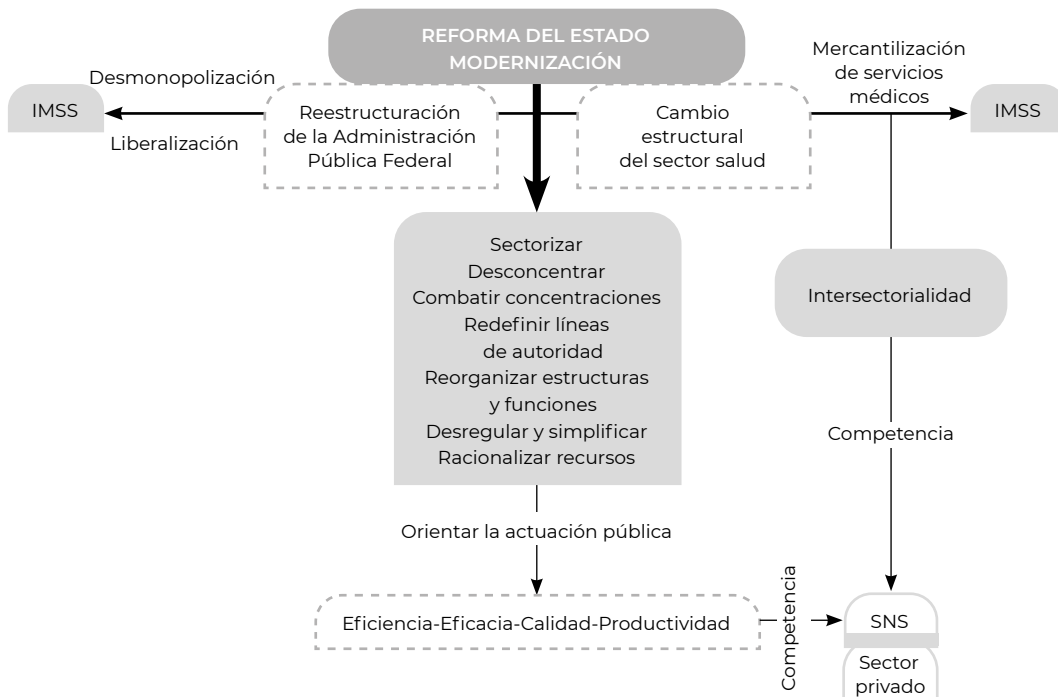 REFORMA DEL ESTADO
MODERNIZACIÓN
Desmonopolización
IMSS
Liberalización
Reestructuración
de la Administración
Pública Federal
Cambio
estructural
del sector salud
Mercantilización
de servicios
médicos
IMSS
Sectorizar
Desconcentrar
Combatir concentraciones
Redefinir líneas
de autoridad
Reorganizar estructuras
y funciones
Desregular y simplificar
Racionalizar recursos
Intersectorialidad
Competencia
Orientar la actuación pública
Eficiencia-Eficacia-Calidad-Productividad
Competencia
SNS
Sector
privado